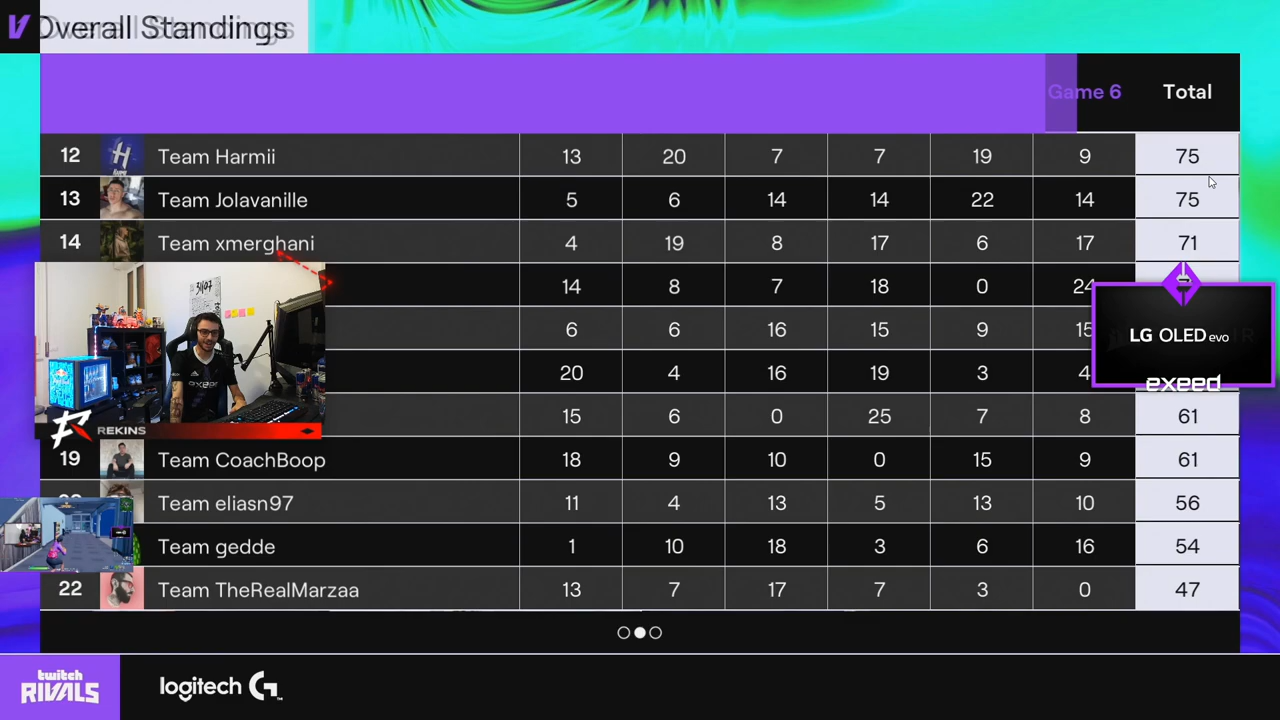 Overall Standings
Game 6 Total
12 Team Harmii 13 20 7 7 19 9 75
13 Team Jolavanille 5 6 14 14 22 14 75
14 Team xmerghani 4 19 8 17 6 17 71
14 8 7 18 0 24
6 6 16 15 9 15
20 4 16 19 3 4
15 6 0 25 7 8 61
19 Team CoachBoop 18 9 10 0 15 9 61
Team eliasn97 11 4 13 5 13 10 56
Team gedde 1 10 18 3 6 16 54
22 Team TheRealMarzaa 13 7 17 7 3 0 47
LG OLED evo
exeed
REKINS
twitch
RIVALS
logitech G